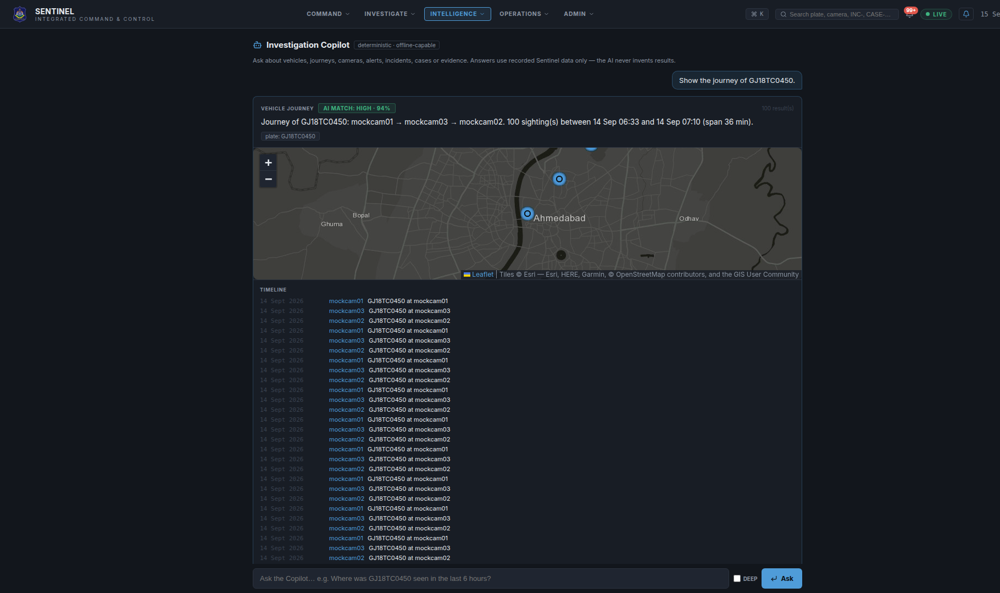 SENTINEL
INTEGRATED COMMAND & CONTROL
COMMAND
INVESTIGATE
INTELLIGENCE
OPERATIONS
ADMIN
⌘ K
Search plate, camera, INC-, CASE-…
99+
LIVE
15 Se
Investigation Copilot
deterministic · offline-capable
Ask about vehicles, journeys, cameras, alerts, incidents, cases or evidence. Answers use recorded Sentinel data only — the AI never invents results.
Show the journey of GJ18TC0450.
VEHICLE JOURNEY
AI MATCH: HIGH · 94%
100 result(s)
Journey of GJ18TC0450: mockcam01 → mockcam03 → mockcam02. 100 sighting(s) between 14 Sep 06:33 and 14 Sep 07:10 (span 36 min).
plate: GJ18TC0450
+
−
Bopal
Ghuma
Ahmedabad
Odhav
Leaflet | Tiles © Esri — Esri, HERE, Garmin, © OpenStreetMap contributors, and the GIS User Community
TIMELINE
14 Sept 2026 mockcam01 GJ18TC0450 at mockcam01
14 Sept 2026 mockcam03 GJ18TC0450 at mockcam03
14 Sept 2026 mockcam02 GJ18TC0450 at mockcam02
14 Sept 2026 mockcam01 GJ18TC0450 at mockcam01
14 Sept 2026 mockcam03 GJ18TC0450 at mockcam03
14 Sept 2026 mockcam02 GJ18TC0450 at mockcam02
14 Sept 2026 mockcam01 GJ18TC0450 at mockcam01
14 Sept 2026 mockcam03 GJ18TC0450 at mockcam03
14 Sept 2026 mockcam02 GJ18TC0450 at mockcam02
14 Sept 2026 mockcam01 GJ18TC0450 at mockcam01
14 Sept 2026 mockcam03 GJ18TC0450 at mockcam03
14 Sept 2026 mockcam02 GJ18TC0450 at mockcam02
14 Sept 2026 mockcam01 GJ18TC0450 at mockcam01
14 Sept 2026 mockcam03 GJ18TC0450 at mockcam03
14 Sept 2026 mockcam02 GJ18TC0450 at mockcam02
14 Sept 2026 mockcam01 GJ18TC0450 at mockcam01
14 Sept 2026 mockcam03 GJ18TC0450 at mockcam03
14 Sept 2026 mockcam02 GJ18TC0450 at mockcam02
14 Sept 2026 mockcam01 GJ18TC0450 at mockcam01
14 Sept 2026 mockcam03 GJ18TC0450 at mockcam03
14 Sept 2026 mockcam02 GJ18TC0450 at mockcam02
14 Sept 2026 mockcam01 GJ18TC0450 at mockcam01
14 Sept 2026 mockcam03 GJ18TC0450 at mockcam03
14 Sept 2026 mockcam02 GJ18TC0450 at mockcam02
14 Sept 2026 mockcam01 GJ18TC0450 at mockcam01
14 Sept 2026 mockcam03 GJ18TC0450 at mockcam03
14 Sept 2026 mockcam02 GJ18TC0450 at mockcam02
Ask the Copilot… e.g. Where was GJ18TC0450 seen in the last 6 hours?
DEEP
Ask